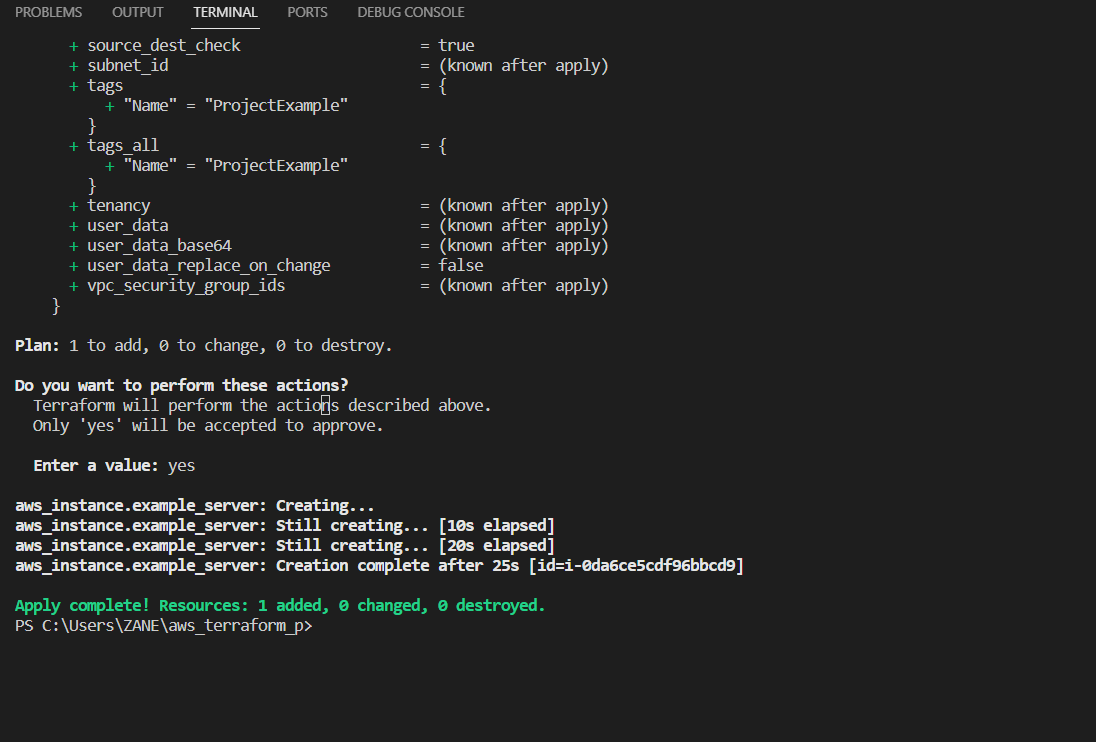 PROBLEMS OUTPUT TERMINAL PORTS DEBUG CONSOLE
+ source_dest_check = true
+ subnet_id = (known after apply)
+ tags = {
+ "Name" = "ProjectExample"
}
+ tags_all = {
+ "Name" = "ProjectExample"
}
+ tenancy = (known after apply)
+ user_data = (known after apply)
+ user_data_base64 = (known after apply)
+ user_data_replace_on_change = false
+ vpc_security_group_ids = (known after apply)
}
Plan: 1 to add, 0 to change, 0 to destroy.
Do you want to perform these actions?
Terraform will perform the actions described above.
Only 'yes' will be accepted to approve.
Enter a value: yes
aws_instance.example_server: Creating...
aws_instance.example_server: Still creating... [10s elapsed]
aws_instance.example_server: Still creating... [20s elapsed]
aws_instance.example_server: Creation complete after 25s [id=i-0da6ce5cdf96bbcd9]
Apply complete! Resources: 1 added, 0 changed, 0 destroyed.
PS C:\Users\ZANE\aws_terraform_p>